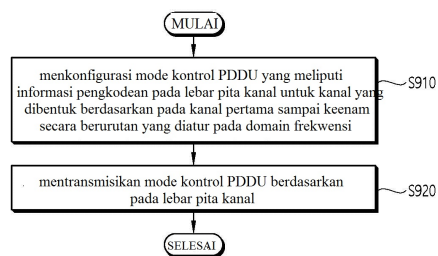 MULAI
menkonfigurasi mode kontrol PDDU yang meliputi
informasi pengkodean pada lebar pita kanal untuk kanal yang
dibentuk berdasarkan pada kanal pertama sampai keenam
secara berurutan yang diatur pada domain frekwensi
S910
mentransmisikan mode kontrol PDDU berdasarkan
pada lebar pita kanal
S920
SELESAI